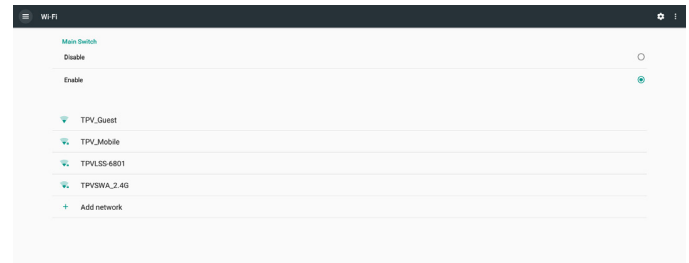 Wi-Fi
Main Switch
Disable
Enable
TPV_Guest
TPV_Mobile
TPVLSS-6801
TPVSWA_2.4G
Add network